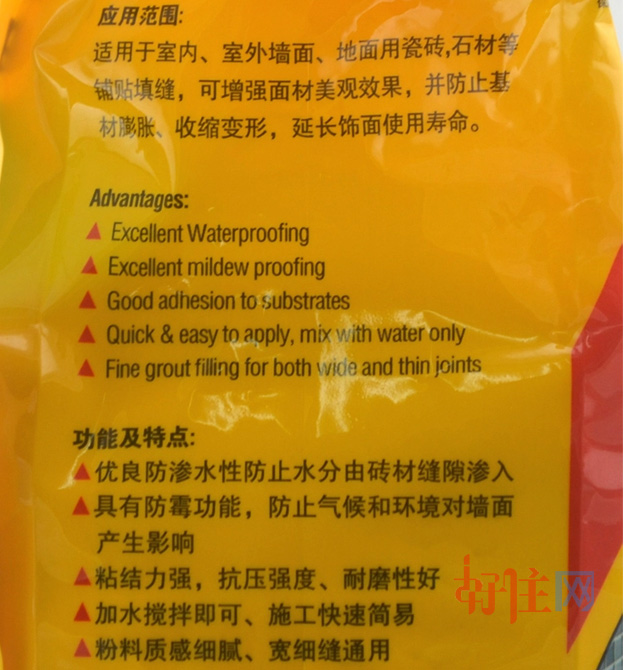 应用范围:
适用于室内、室外墙面、地面用瓷砖,石材等
铺贴填缝，可增强面材美观效果，并防止基
材膨胀、收缩变形，延长饰面使用寿命。
Advantages:
▲ Excellent Waterproofing
▲ Excellent mildew proofing
▲ Good adhesion to substrates
▲ Quick & easy to apply, mix with water only
▲ Fine grout filling for both wide and thin joints
功能及特点:
▲优良防渗水性防止水分由砖材缝隙渗入
▲具有防霉功能，防止气候和环境对墙面
产生影响
▲粘结力强，抗压强度、耐磨性好
▲加水搅拌即可、施工快速简易
▲粉料质感细腻、宽细缝通用
好住网